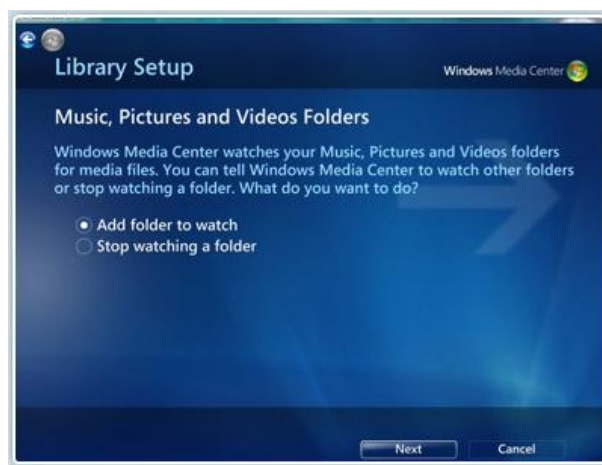 Library Setup
Windows Media Center
Music, Pictures and Videos Folders
Windows Media Center watches your Music, Pictures and Videos folders
for media files. You can tell Windows Media Center to watch other folders
or stop watching a folder. What do you want to do?
Add folder to watch
Stop watching a folder
Next
Cancel